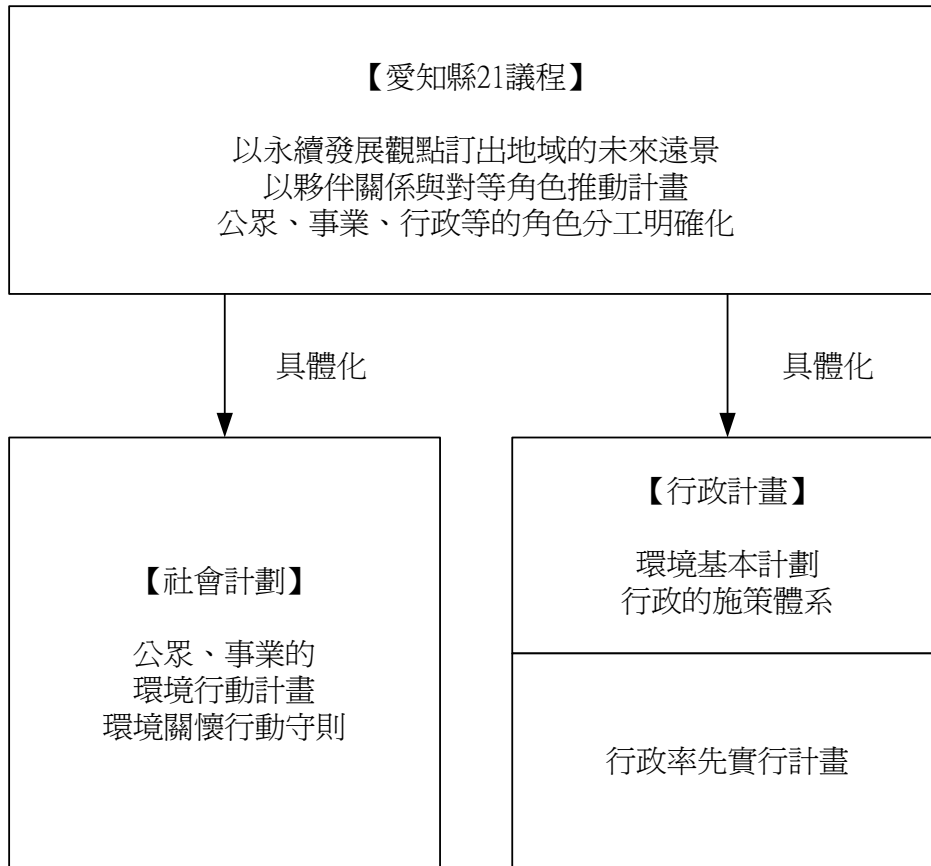 【愛知縣21議程】
以永續發展觀點訂出地域的未來遠景
以夥伴關係與對等角色推動計畫
公眾、事業、行政等的角色分工明確化
具體化
具體化
【社會計劃】
公眾、事業的
環境行動計畫
環境關懷行動守則
【行政計畫】
環境基本計劃
行政的施策體系
行政率先實行計畫